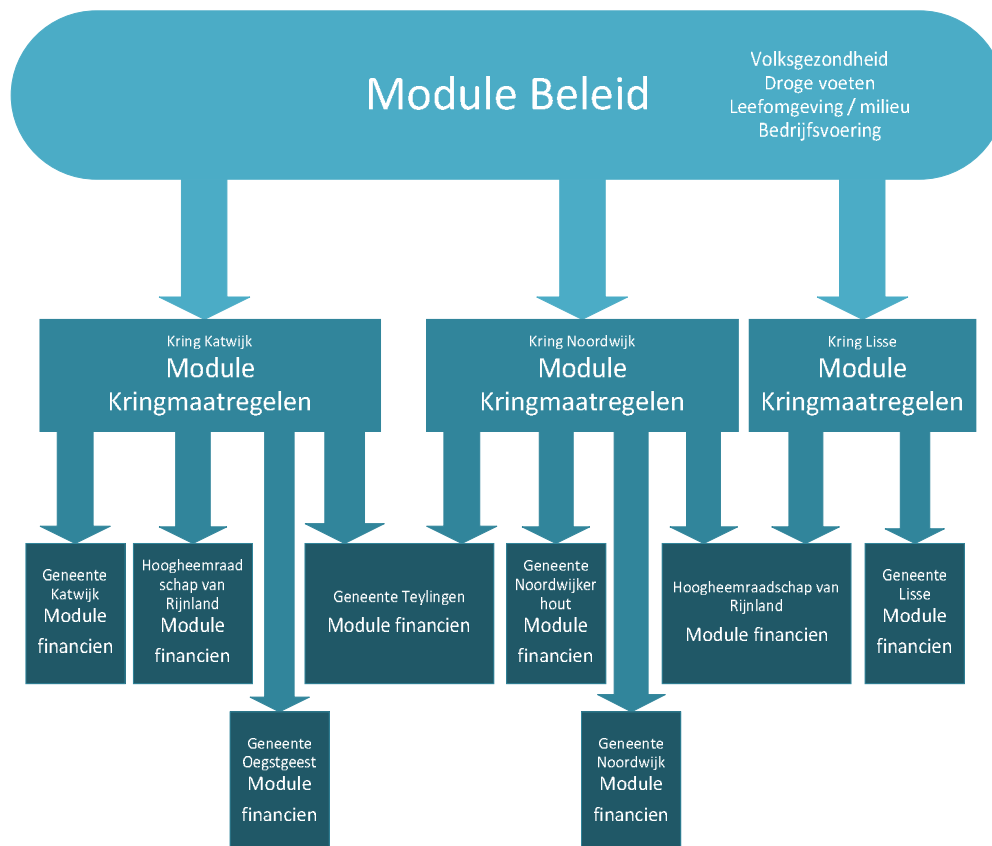 Module Beleid
Volksgezondheid
Droge voeten
Leefomgeving / milieu
Bedrijfsvoering
Kring Katwijk
Module
Kringmaatregelen
Kring Noordwijk
Module
Kringmaatregelen
Kring Lisse
Module
Kringmaatregelen
Geneente
Katwijk
Module
financien
Hoogheemraad
schap van
Rijnland
Module
financien
Geneente Teylingen
Module financien
Geneente
Noordwijker
hout
Module
financien
Hoogheemraadschap van
Rijnland
Module financien
Geneente
Lisse
Module
financien
Geneente
Oegstgeest
Module
financien
Geneente
Noordwijk
Module
financien